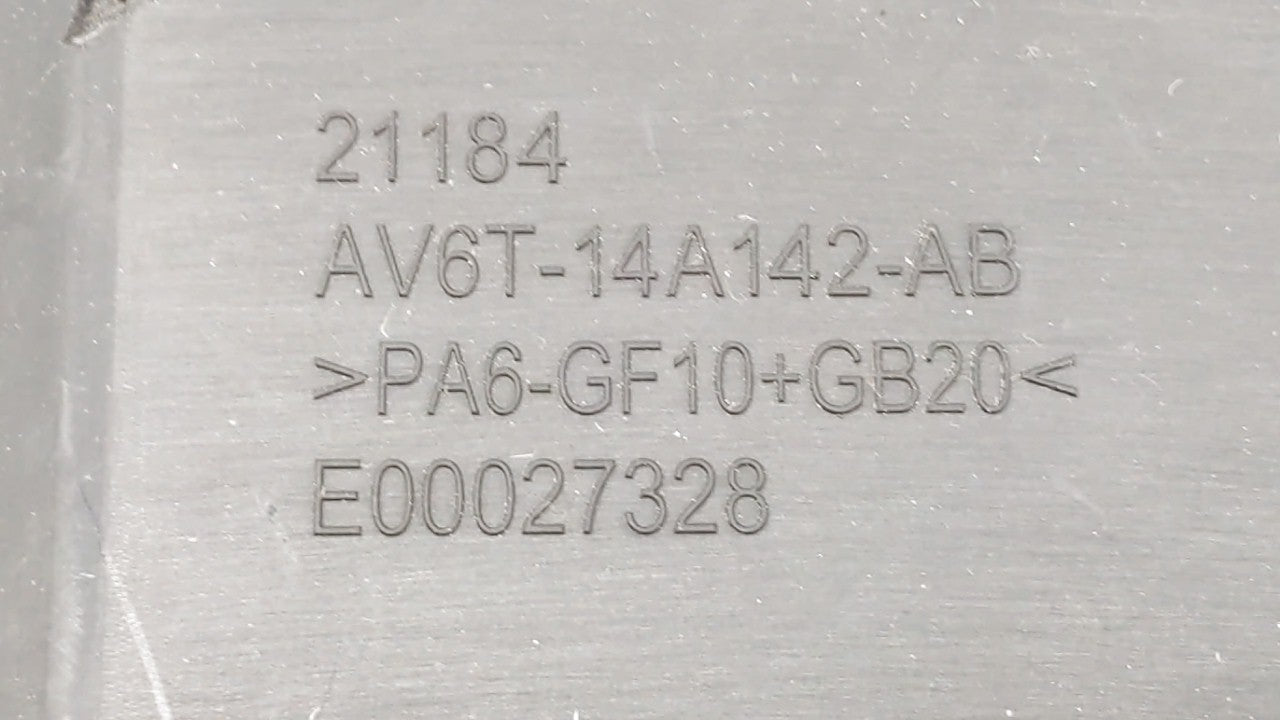 21184
AV6T-14A142-AB
>PA6-GF10+GB20<
E00027328